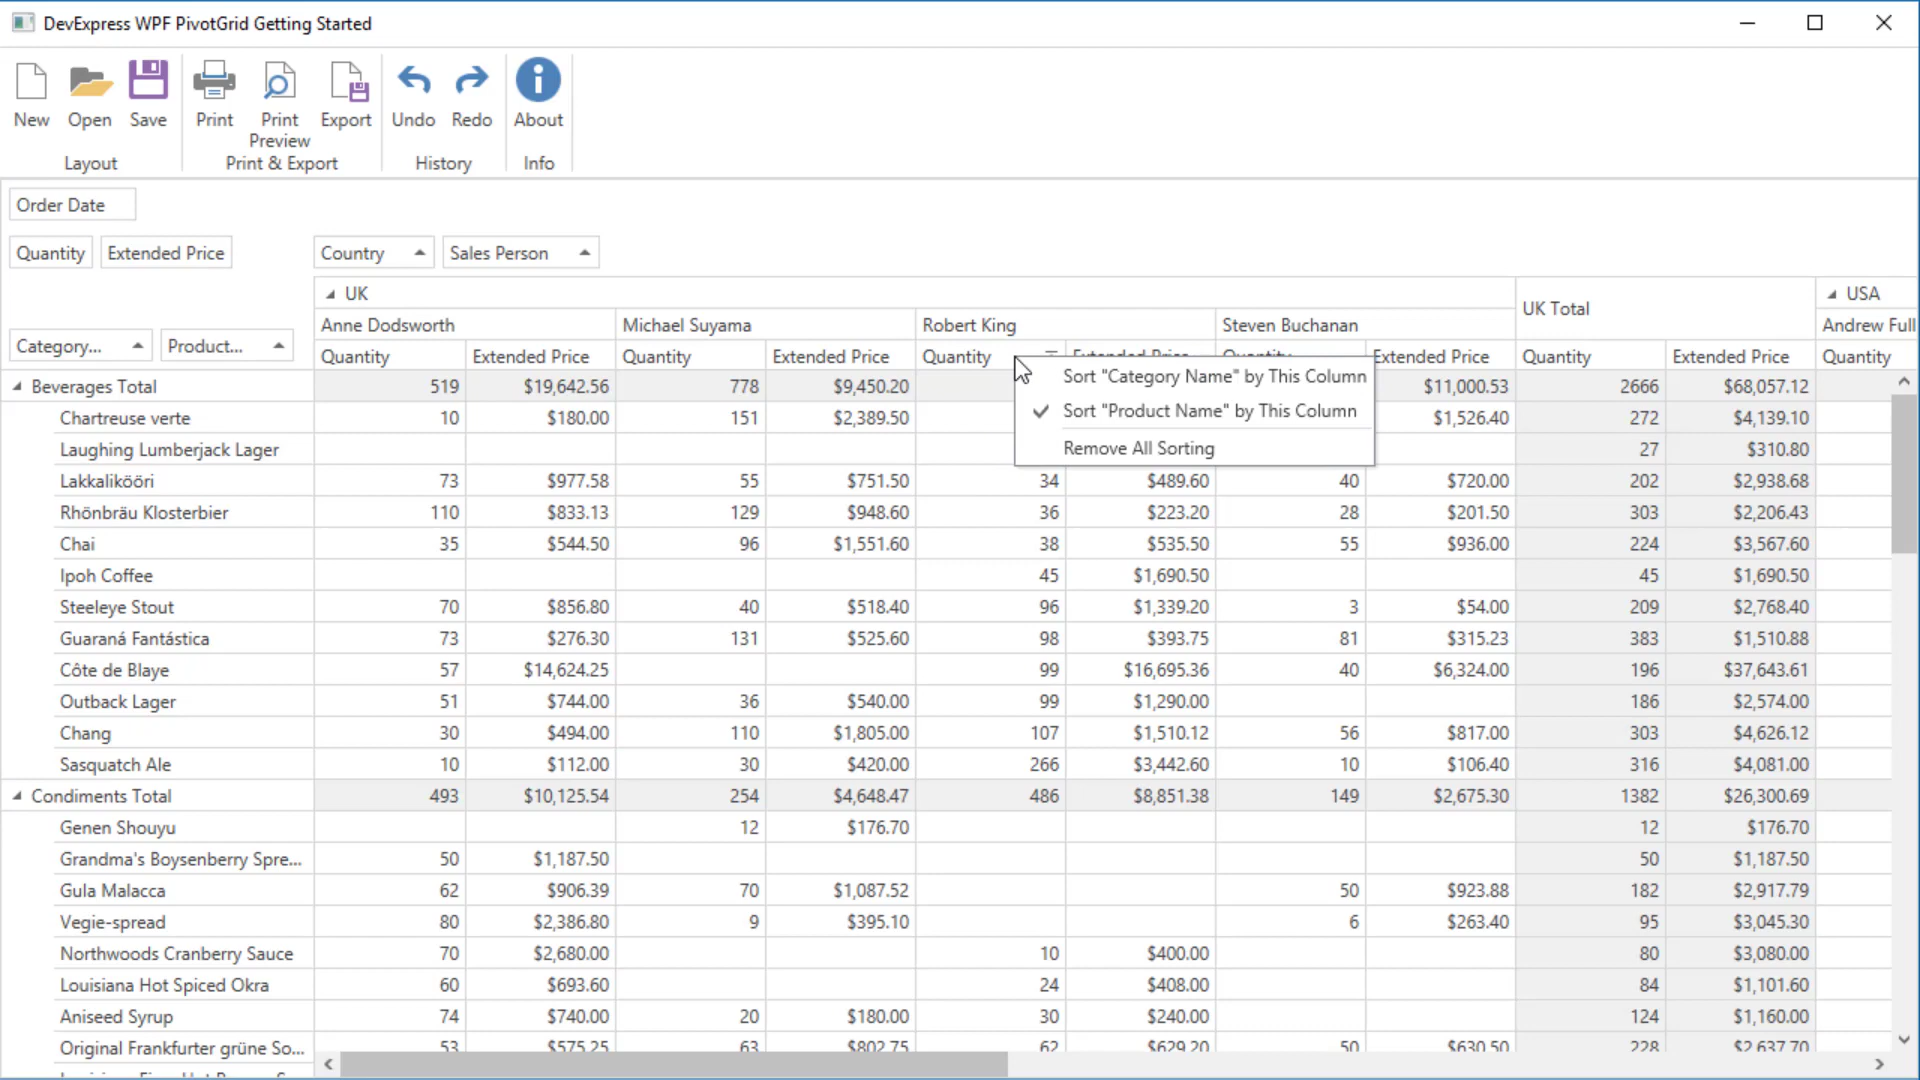 DevExpress WPF PivotGrid Getting Started
New Open Save Print Print Preview Export Undo Redo About
Layout Print & Export History Info
Order Date
Quantity Extended Price Country Sales Person
UK UK Total USA
Category... Product... Anne Dodsworth Michael Suyama Robert King Steven Buchanan Andrew Full
Quantity Extended Price Quantity Extended Price Quantity Extended Price Quantity Extended Price Quantity Extended Price Quantity
Sort "Category Name" by This Column
Sort "Product Name" by This Column
Remove All Sorting
Beverages Total 519 $19,642.56 778 $9,450.20 $11,000.53 2666 $68,057.12
Chartreuse verte 10 $180.00 151 $2,389.50 $1,526.40 272 $4,139.10
Laughing Lumberjack Lager 27 $310.80
Lakkalikööri 73 $977.58 55 $751.50 34 $489.60 40 $720.00 202 $2,938.68
Rhönbräu Klosterbier 110 $833.13 129 $948.60 36 $223.20 28 $201.50 303 $2,206.43
Chai 35 $544.50 96 $1,551.60 38 $535.50 55 $936.00 224 $3,567.60
Ipoh Coffee 45 $1,690.50 45 $1,690.50
Steeleye Stout 70 $856.80 40 $518.40 96 $1,339.20 3 $54.00 209 $2,768.40
Guaraná Fantástica 73 $276.30 131 $525.60 98 $393.75 81 $315.23 383 $1,510.88
Côte de Blaye 57 $14,624.25 99 $16,695.36 40 $6,324.00 196 $37,643.61
Outback Lager 51 $744.00 36 $540.00 99 $1,290.00 186 $2,574.00
Chang 30 $494.00 110 $1,805.00 107 $1,510.12 56 $817.00 303 $4,626.12
Sasquatch Ale 10 $112.00 30 $420.00 266 $3,442.60 10 $106.40 316 $4,081.00
Condiments Total 493 $10,125.54 254 $4,648.47 486 $8,851.38 149 $2,675.30 1382 $26,300.69
Genen Shouyu 12 $176.70 12 $176.70
Grandma's Boysenberry Spre... 50 $1,187.50 50 $1,187.50
Gula Malacca 62 $906.39 70 $1,087.52 50 $923.88 182 $2,917.79
Vegie-spread 80 $2,386.80 9 $395.10 6 $263.40 95 $3,045.30
Northwoods Cranberry Sauce 70 $2,680.00 10 $400.00 80 $3,080.00
Louisiana Hot Spiced Okra 60 $693.60 24 $408.00 84 $1,101.60
Aniseed Syrup 74 $740.00 20 $180.00 30 $240.00 124 $1,160.00
Original Frankfurter grüne So... 53 $575.25 63 $802.75 62 $629.20 50 $630.50 228 $2,637.70